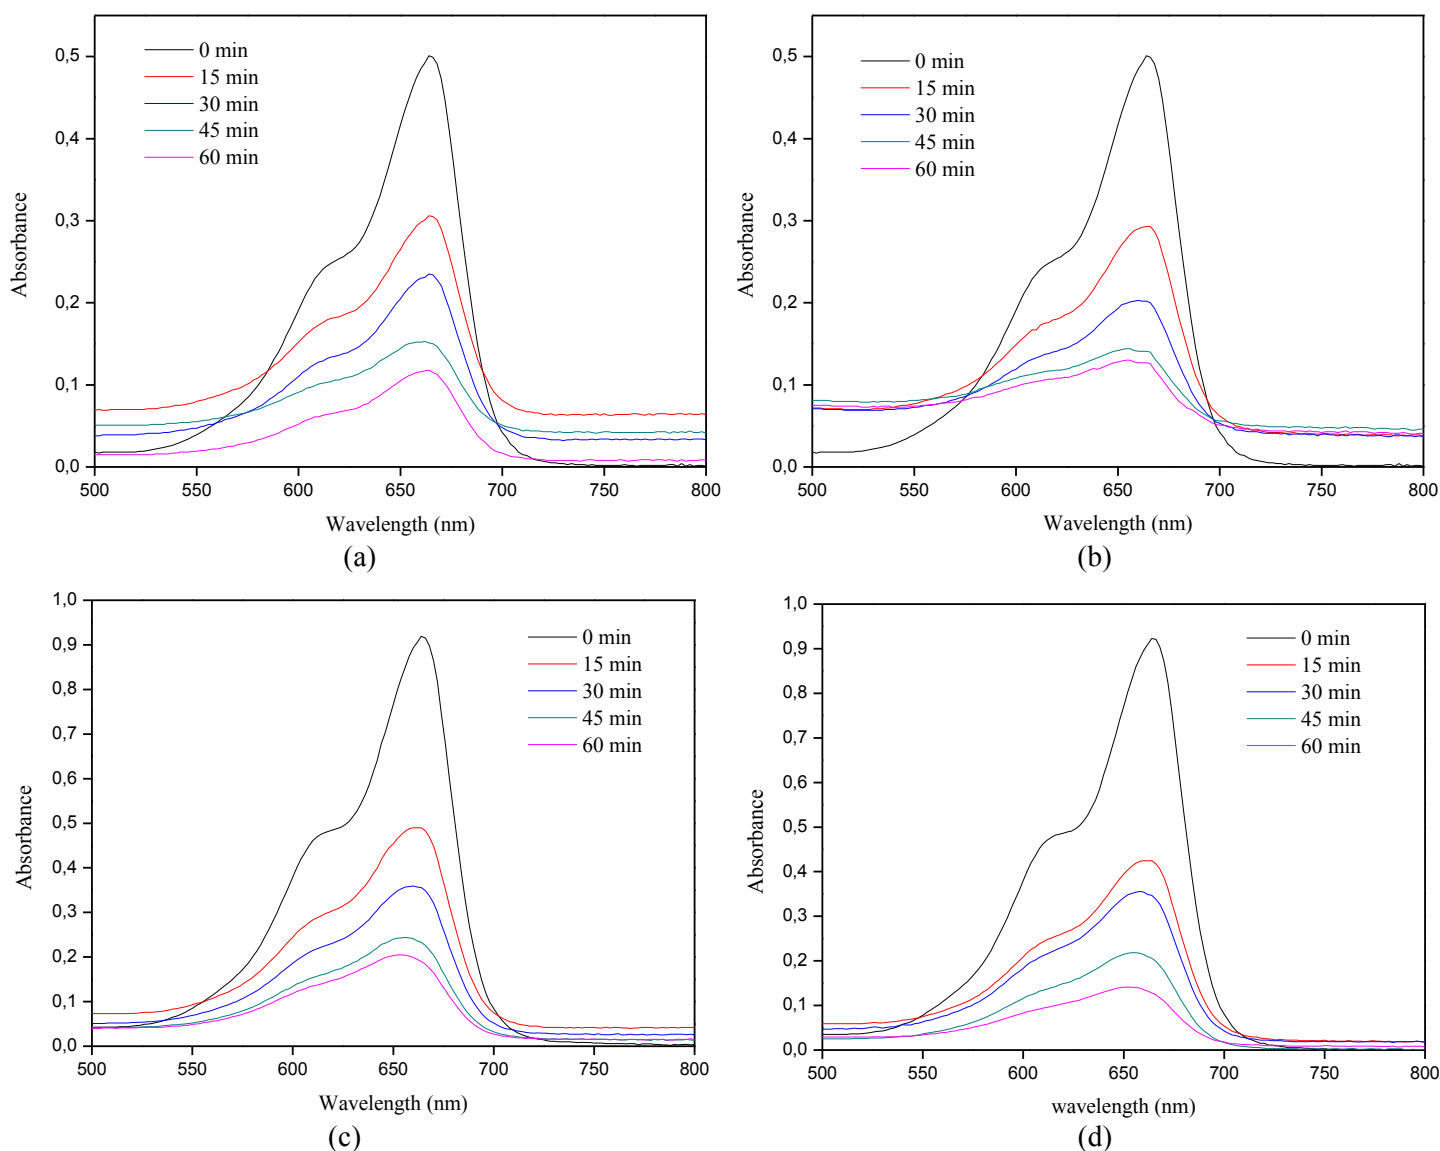 0,5
0,4
0,3
0,2
0,1
0,0
Absorbance
0 min
15 min
30 min
45 min
60 min
500 550 600 650 700 750 800
Wavelength (nm)
(a)
0,5
0,4
0,3
0,2
0,1
0,0
Absorbance
0 min
15 min
30 min
45 min
60 min
500 550 600 650 700 750 800
Wavelength (nm)
(b)
1,0
0,9
0,8
0,7
0,6
0,5
0,4
0,3
0,2
0,1
0,0
Absorbance
0 min
15 min
30 min
45 min
60 min
500 550 600 650 700 750 800
Wavelength (nm)
(c)
1,0
0,9
0,8
0,7
0,6
0,5
0,4
0,3
0,2
0,1
0,0
Absorbance
0 min
15 min
30 min
45 min
60 min
500 550 600 650 700 750 800
wavelength (nm)
(d)